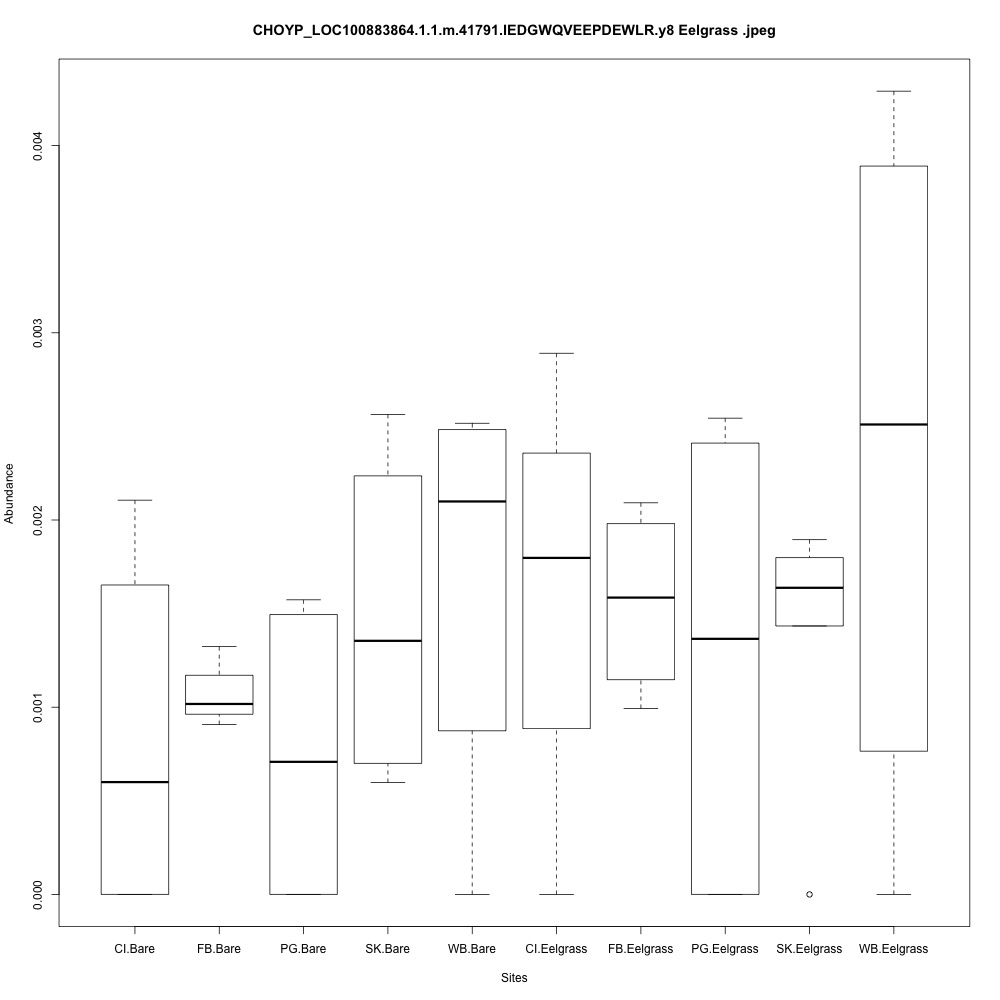 CHOYP_LOC100883864.1.1.m.41791.IEDGWQVEEPDEWLR.y8 Eelgrass .jpeg
Abundance
0.004
0.003
0.002
0.001
0.000
CI.Bare FB.Bare PG.Bare SK.Bare WB.Bare CI.Eelgrass FB.Eelgrass PG.Eelgrass SK.Eelgrass WB.Eelgrass
Sites